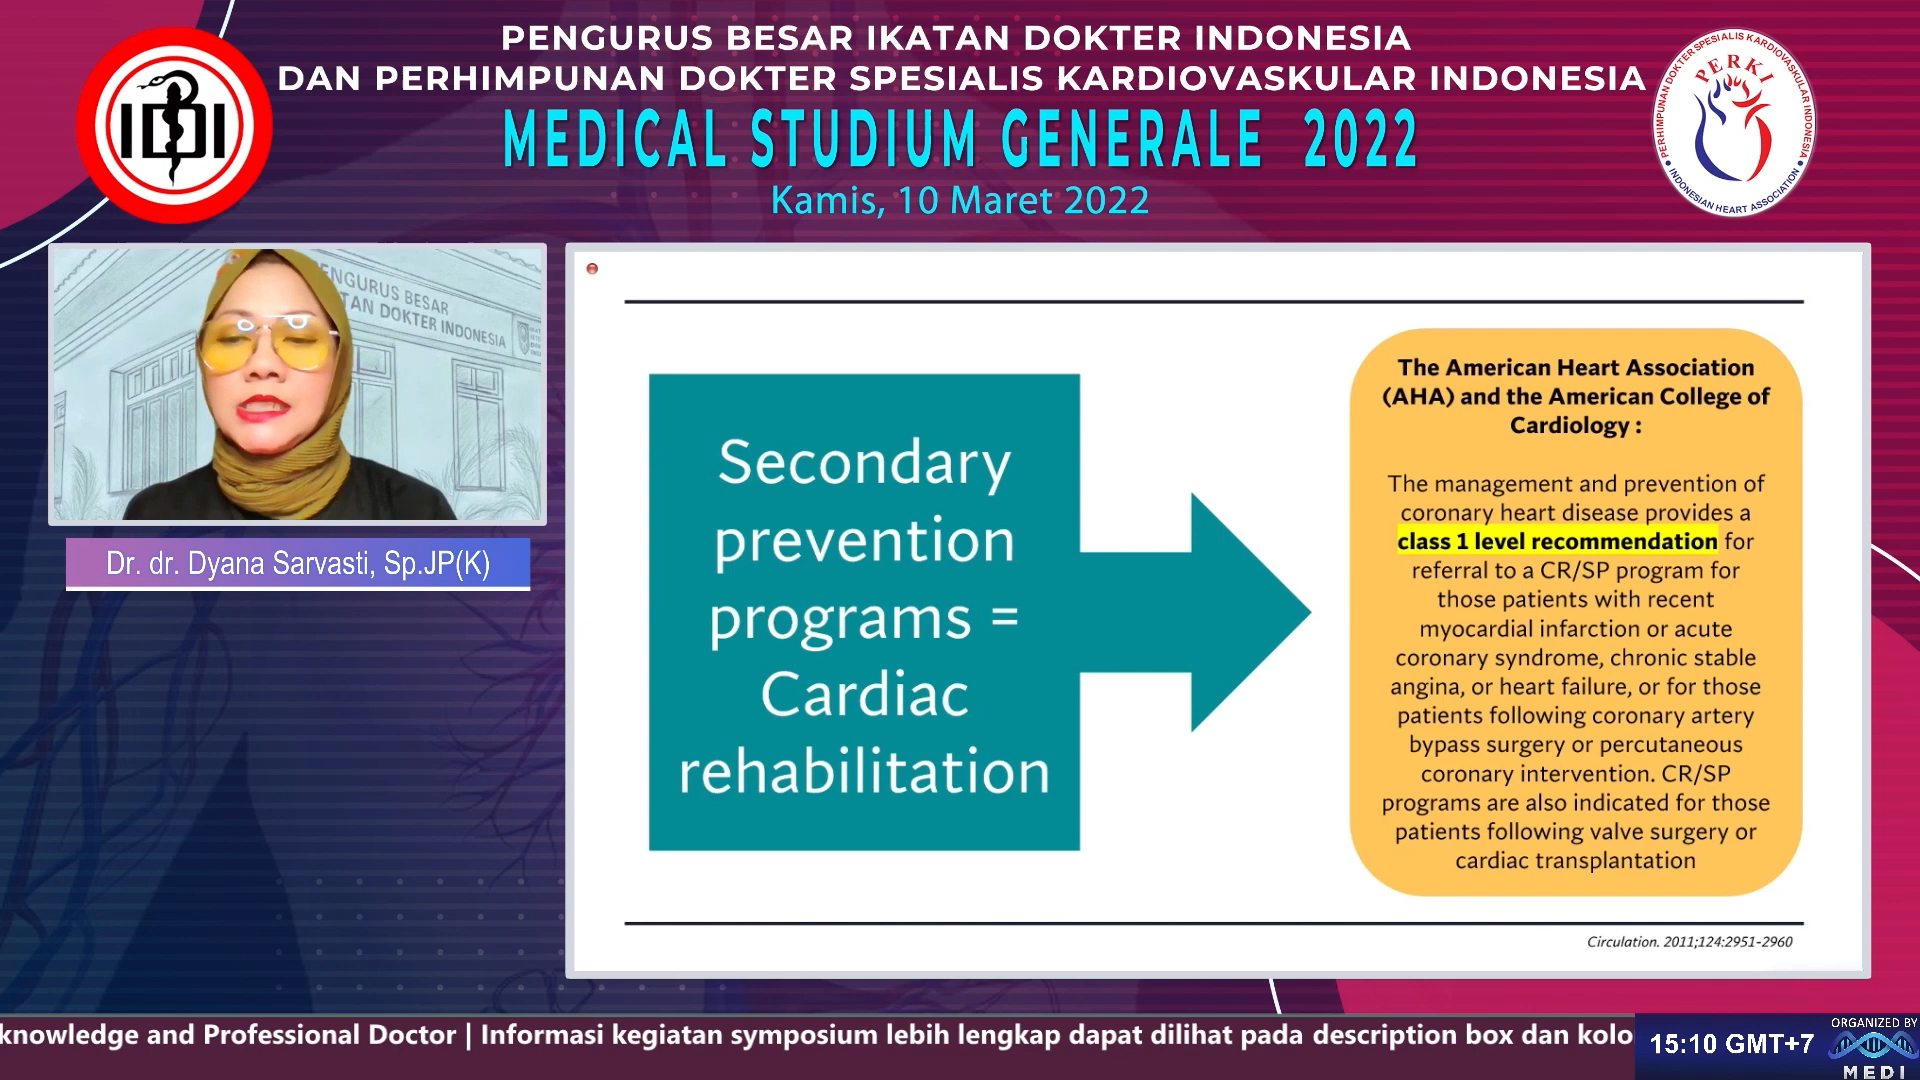 PENGURUS BESAR IKATAN DOKTER INDONESIA
DAN PERHIMPUNAN DOKTER SPESIALIS KARDIOVASKULAR INDONESIA
MEDICAL STUDIUM GENERALE 2022
Kamis, 10 Maret 2022
IDI
PERHIMPUNAN DOKTER SPESIALIS KARDIOVASKULAR INDONESIA
PERKI
INDONESIAN HEART ASSOCIATION
ENGURUS BESAR
TAN DOKTER INDONESIA
Dr. dr. Dyana Sarvasti, Sp.JP(K)
Secondary
prevention
programs =
Cardiac
rehabilitation
The American Heart Association
(AHA) and the American College of
Cardiology :
The management and prevention of
coronary heart disease provides a
class 1 level recommendation for
referral to a CR/SP program for
those patients with recent
myocardial infarction or acute
coronary syndrome, chronic stable
angina, or heart failure, or for those
patients following coronary artery
bypass surgery or percutaneous
coronary intervention. CR/SP
programs are also indicated for those
patients following valve surgery or
cardiac transplantation
Circulation. 2011;124:2951-2960
knowledge and Professional Doctor | Informasi kegiatan symposium lebih lengkap dapat dilihat pada description box dan kolo
15:10 GMT+7
ORGANIZED BY
MEDI